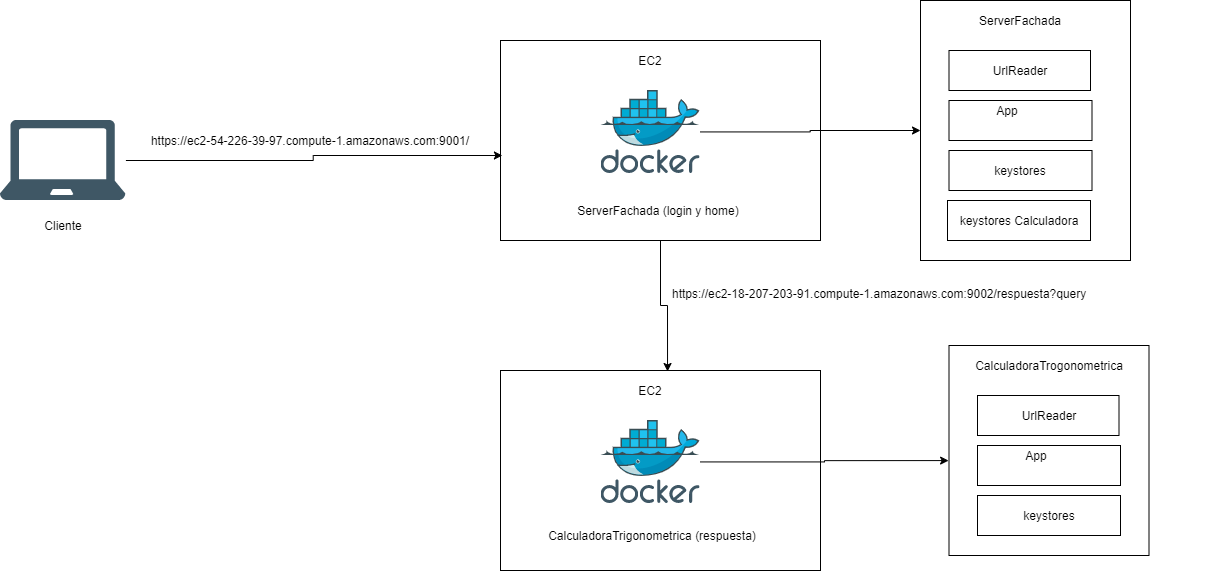 ServerFachada
UrlReader
App
keystores
keystores Calculadora
EC2
docker
ServerFachada (login y home)
https://ec2-54-226-39-97.compute-1.amazonaws.com:9001/
Cliente
https://ec2-18-207-203-91.compute-1.amazonaws.com:9002/respuesta?query
EC2
docker
CalculadoraTrigonometrica (respuesta)
CalculadoraTrogonometrica
UrlReader
App
keystores